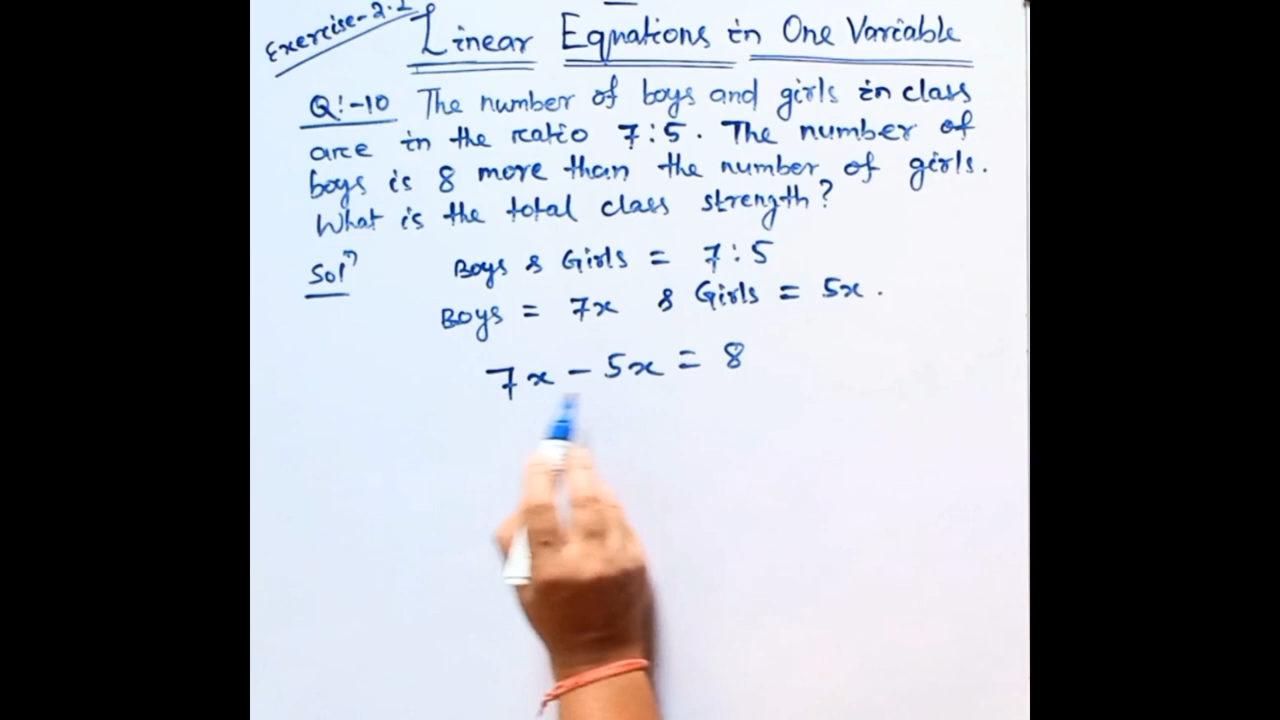 Exercise-2.2
Linear Equations in One Variable
Q!-10 The number of boys and girls in class
are in the ratio 7:5. The number of
boys is 8 more than the number of girls.
What is the total class strength?
Solⁿ Boys & Girls = 7:5
Boys = 7x & Girls = 5x.
7x - 5x = 8